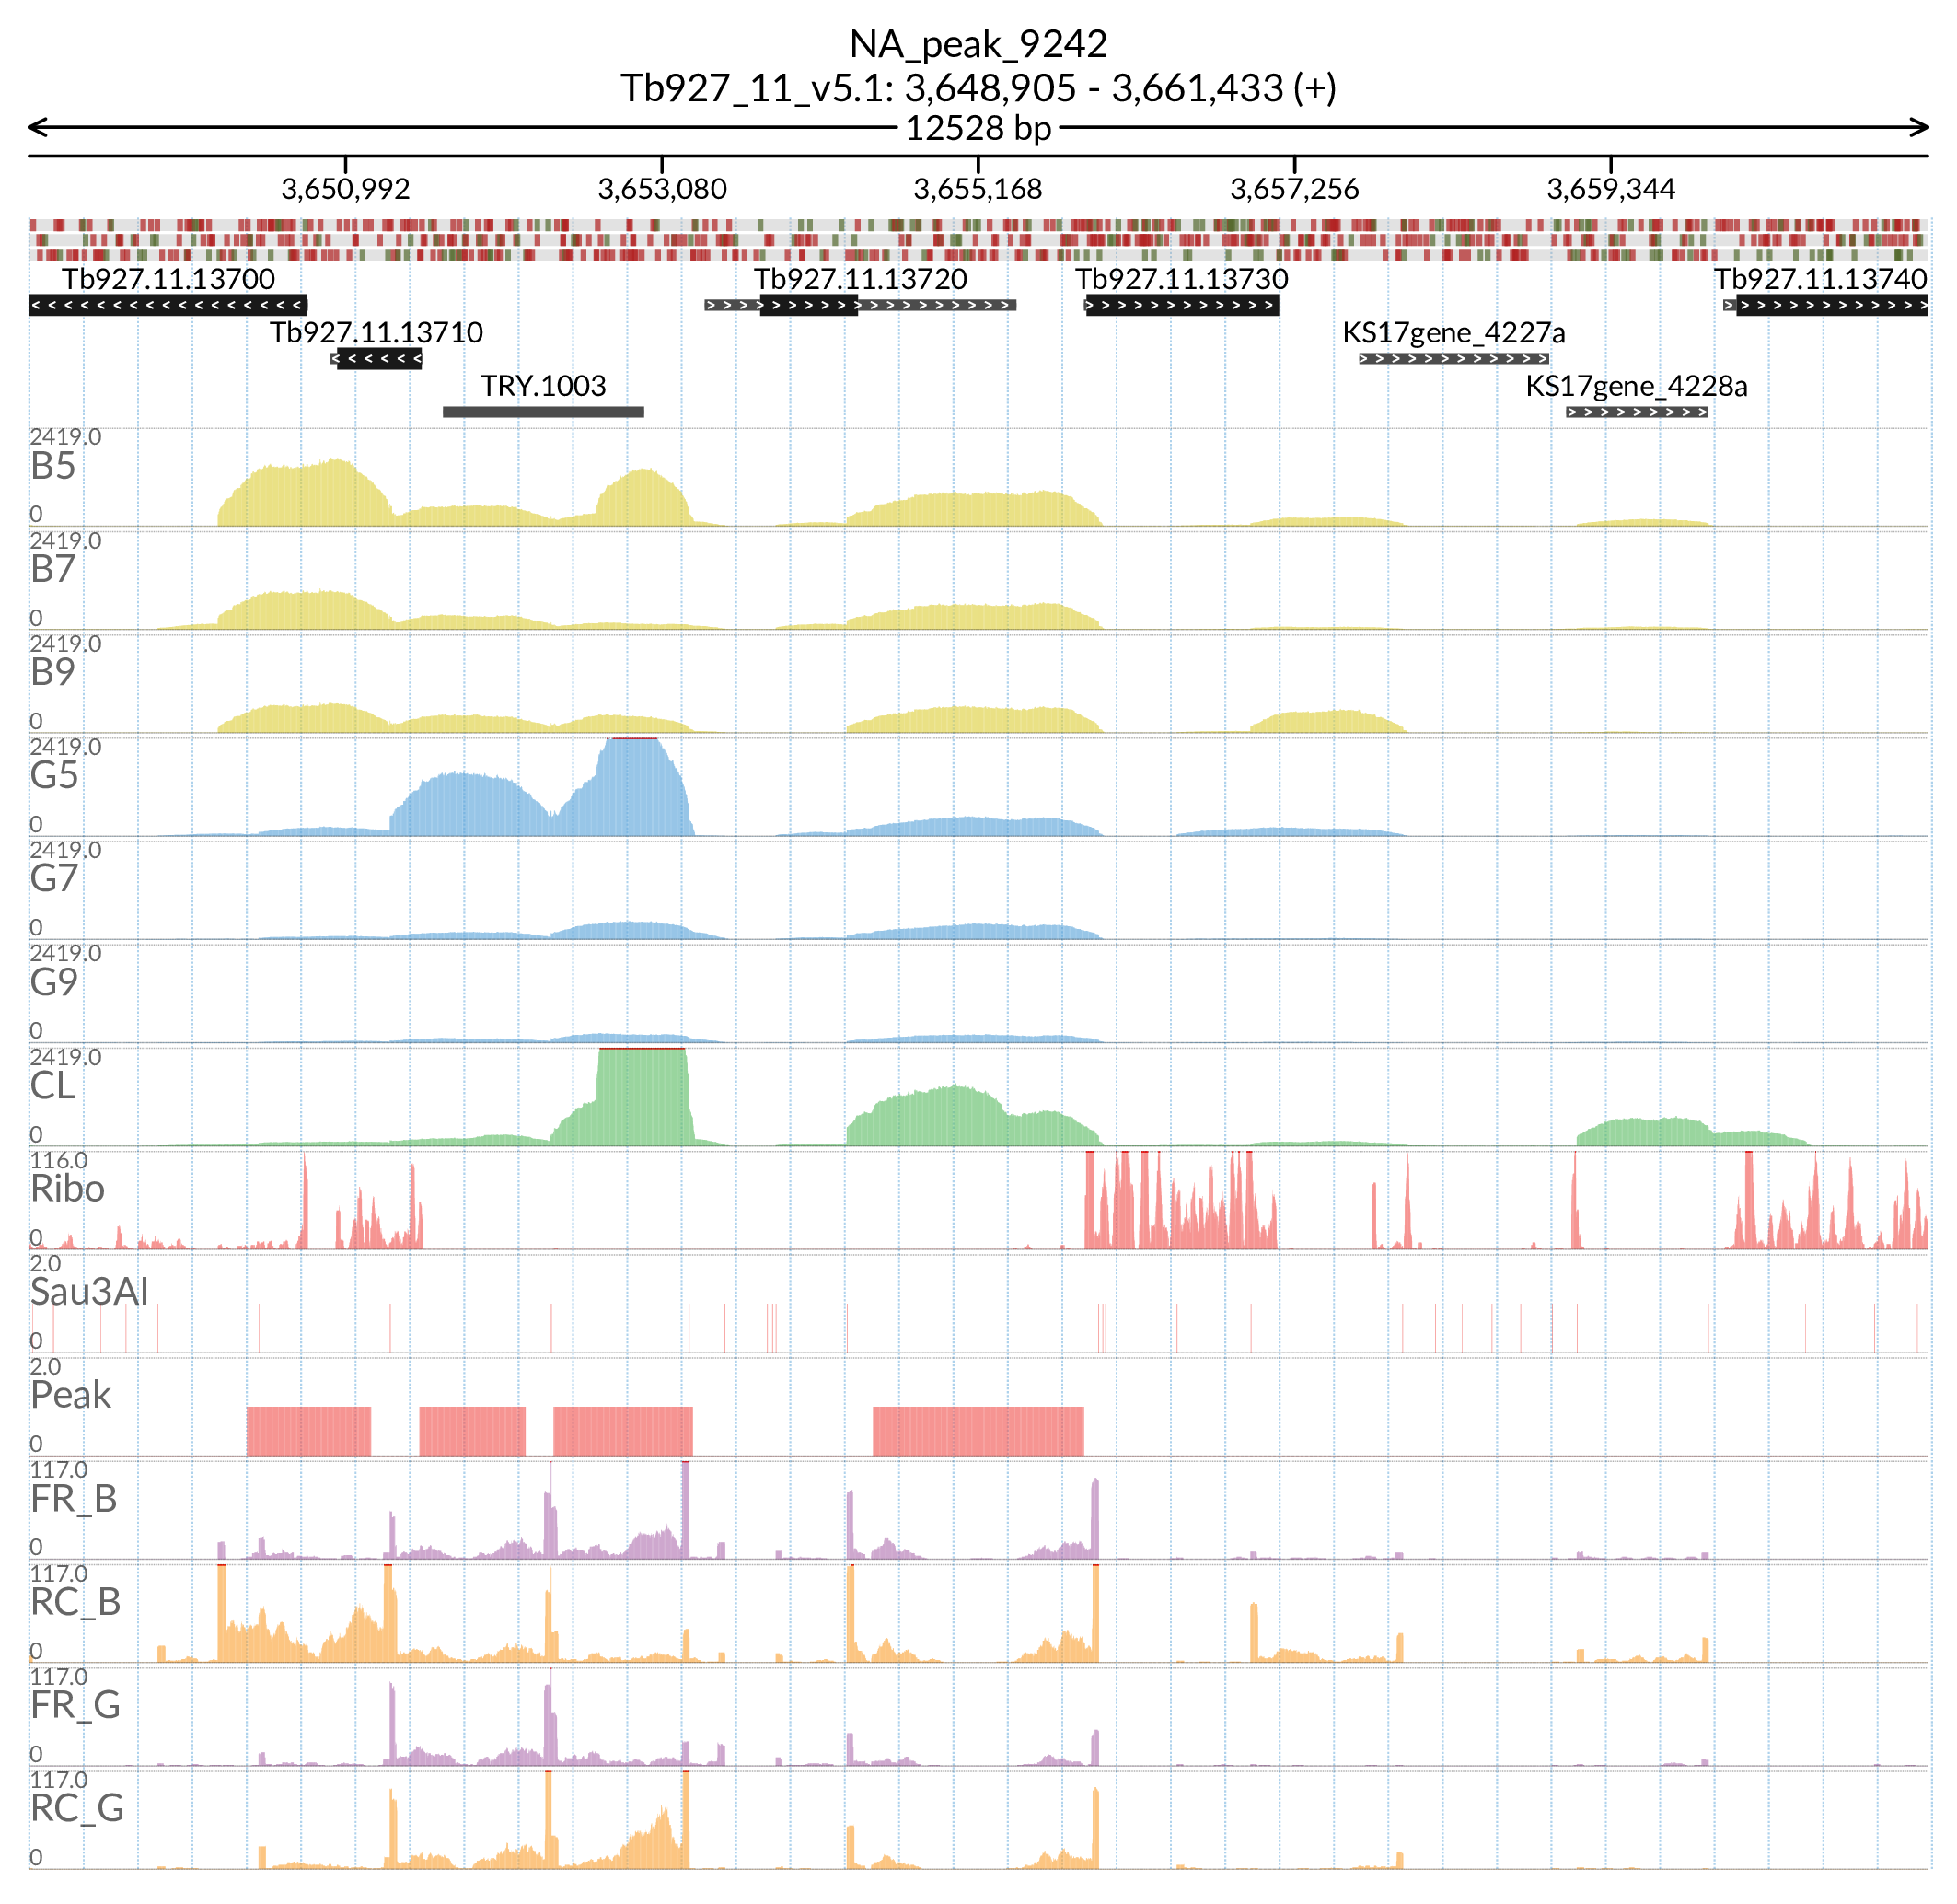 NA_peak_9242
Tb927_11_v5.1: 3,648,905 - 3,661,433 (+)
12528 bp
3,650,992 3,653,080 3,655,168 3,657,256 3,659,344
Tb927.11.13700 Tb927.11.13720 Tb927.11.13730 Tb927.11.13740
Tb927.11.13710 KS17gene_4227a
TRY.1003 KS17gene_4228a
2419.0
B5
0
2419.0
B7
0
2419.0
B9
0
2419.0
G5
0
2419.0
G7
0
2419.0
G9
0
2419.0
CL
0
116.0
Ribo
0
2.0
Sau3AI
0
2.0
Peak
0
117.0
FR_B
0
117.0
RC_B
0
117.0
FR_G
0
117.0
RC_G
0